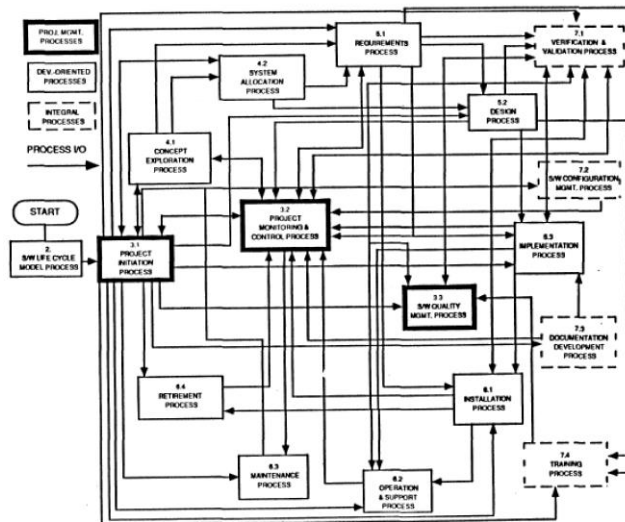 PROJ. MGMT.
PROCESSES
DEV.-ORIENTED
PROCESSES
INTEGRAL
PROCESSES
PROCESS I/O
START
2.
S/W LIFE CYCLE
MODEL PROCESS
3.1
PROJECT
INITIATION
PROCESS
4.1
CONCEPT
EXPLORATION
PROCESS
4.2
SYSTEM
ALLOCATION
PROCESS
5.1
REQUIREMENTS
PROCESS
7.1
VERIFICATION &
VALIDATION PROCESS
5.2
DESIGN
PROCESS
7.2
S/W CONFIGURATION
MGMT. PROCESS
3.2
PROJECT
MONITORING &
CONTROL PROCESS
IMPLEMENTATION
PROCESS
3.3
S/W QUALITY
MGMT. PROCESS
7.3
DOCUMENTATION
DEVELOPMENT
PROCESS
6.4
RETIREMENT
PROCESS
6.1
INSTALLATION
PROCESS
6.3
MAINTENANCE
PROCESS
6.2
OPERATION
& SUPPORT
PROCESS
7.4
TRAINING
PROCESS